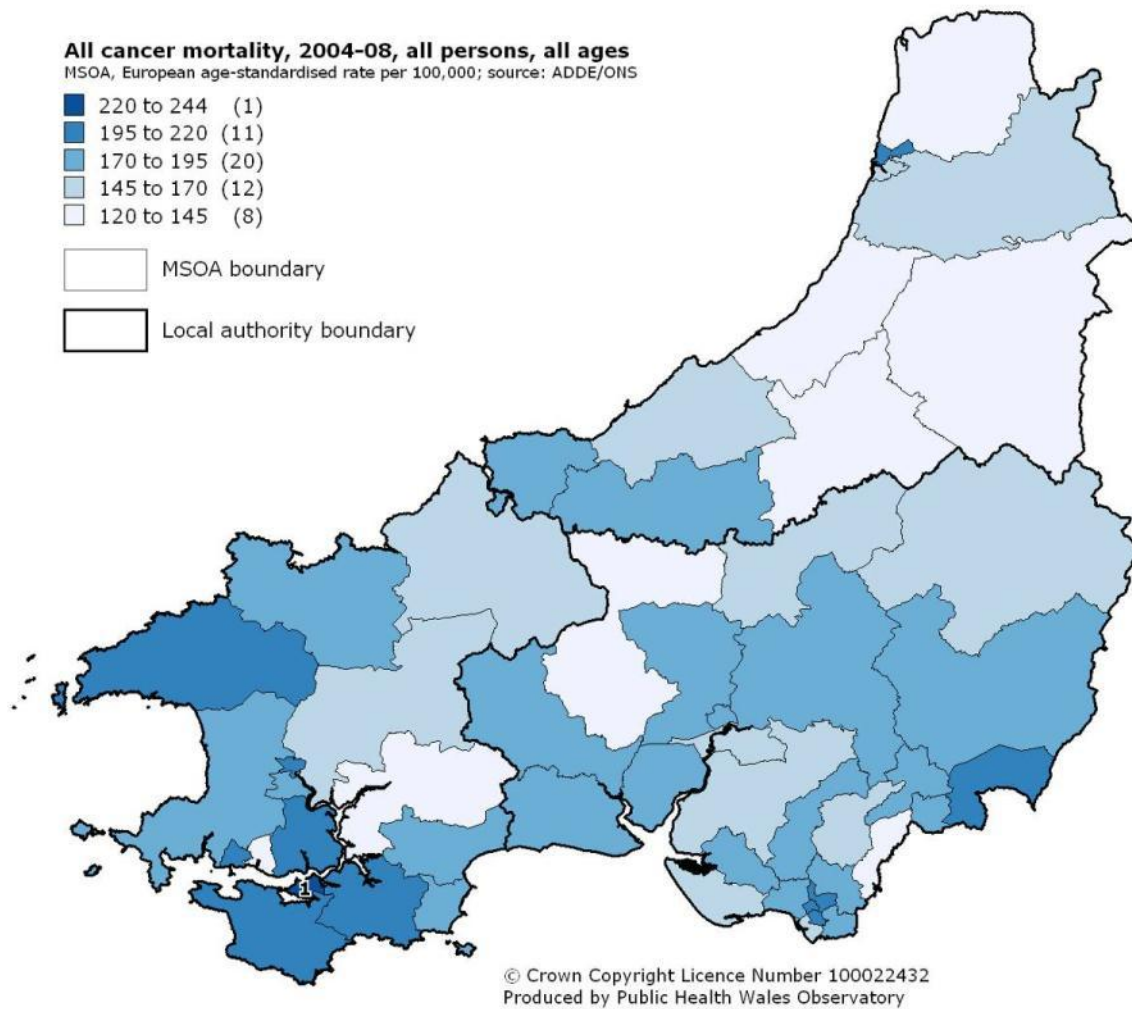 All cancer mortality, 2004–08, all persons, all ages
MSOA, European age-standardised rate per 100,000; source: ADDE/ONS
220 to 244 (1)
195 to 220 (11)
170 to 195 (20)
145 to 170 (12)
120 to 145 (8)
MSOA boundary
Local authority boundary
1
© Crown Copyright Licence Number 100022432
Produced by Public Health Wales Observatory